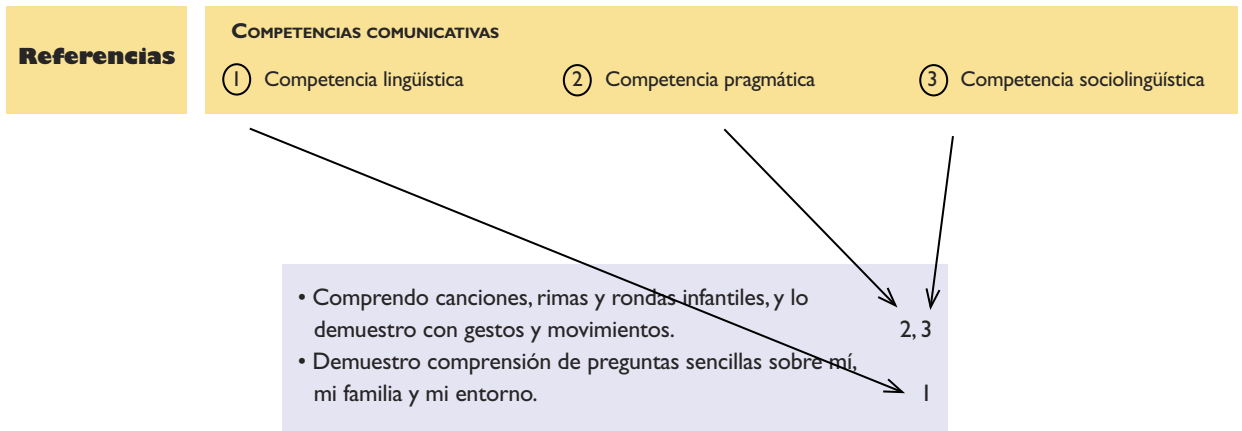 Referencias
COMPETENCIAS COMUNICATIVAS
1 Competencia lingüística 2 Competencia pragmática 3 Competencia sociolingüística
• Comprendo canciones, rimas y rondas infantiles, y lo
demuestro con gestos y movimientos. 2, 3
• Demuestro comprensión de preguntas sencillas sobre mí,
mi familia y mi entorno. 1